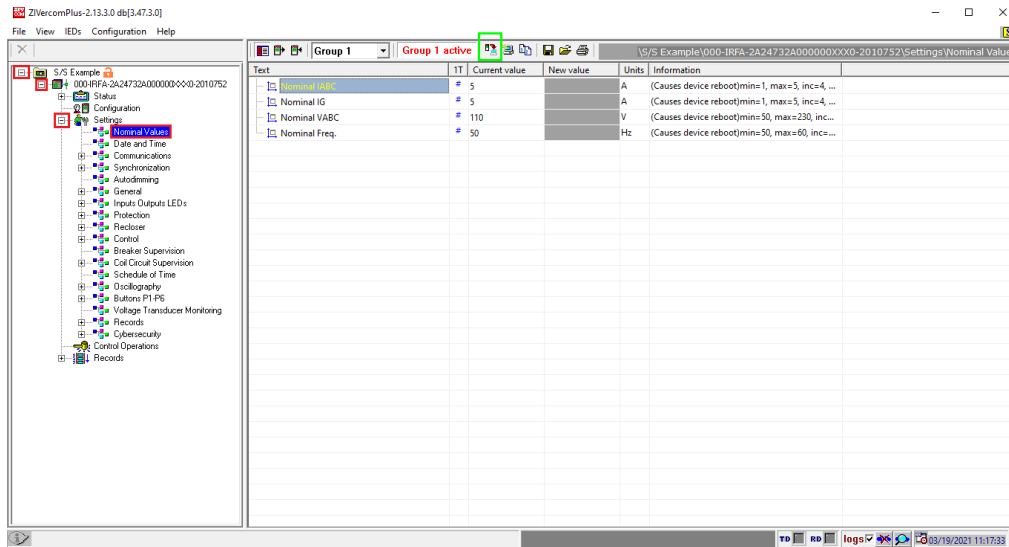 ZIVercomPlus-2.13.3.0 db[3.47.3.0]
File View IEDs Configuration Help
Group 1 Group 1 active \S/S Example\000-IRFA-2A24732A000000XXX0-2010752\Settings\Nominal Value
Text 1T Current value New value Units Information
Nominal IABC # 5 A (Causes device reboot)min=1, max=5, inc=4, ...
Nominal IG # 5 A (Causes device reboot)min=1, max=5, inc=4, ...
Nominal VABC # 110 V (Causes device reboot)min=50, max=230, inc...
Nominal Freq. # 50 Hz (Causes device reboot)min=50, max=60, inc=...
S/S Example
000-IRFA-2A24732A000000XXX0-2010752
Status
Configuration
Settings
Nominal Values
Date and Time
Communications
Synchronization
Autodimming
General
Inputs Outputs LEDs
Protection
Recloser
Control
Breaker Supervision
Coil Circuit Supervision
Schedule of Time
Oscillography
Buttons P1-P6
Voltage Transducer Monitoring
Records
Cybersecurity
Control Operations
Records
TD RD logs 03/19/2021 11:17:33